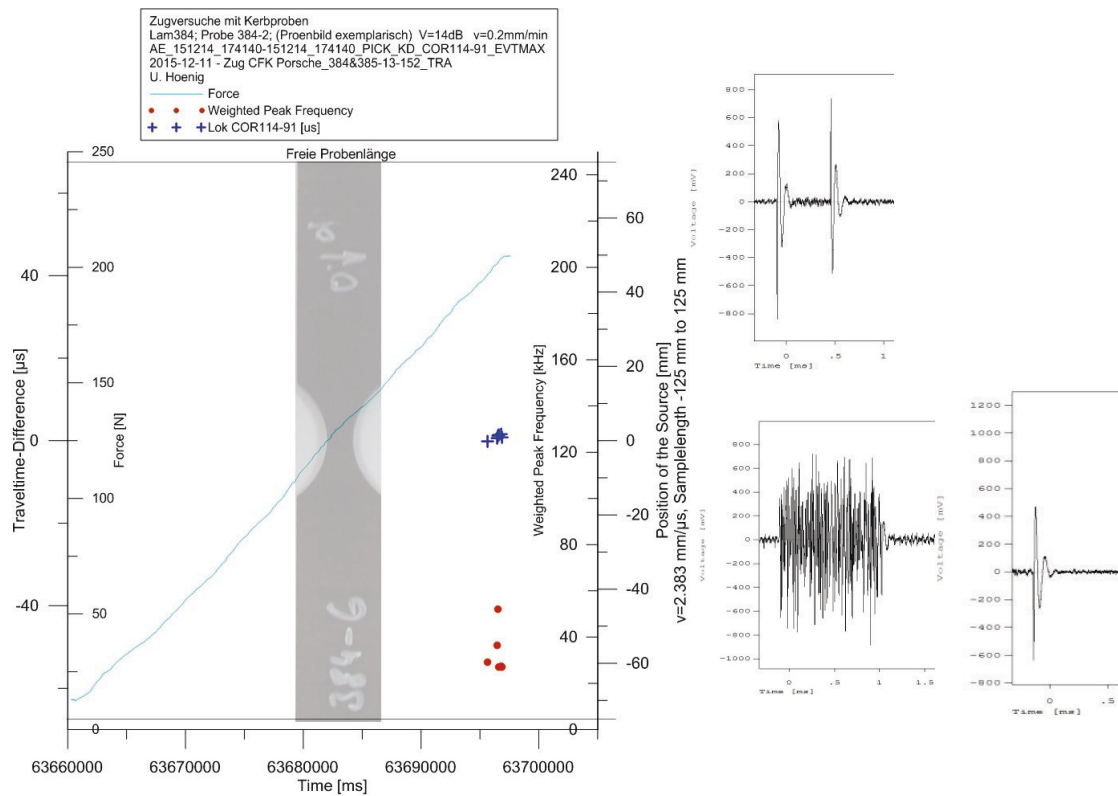 Zugversuche mit Kerbproben
Lam384; Probe 384-2; (Proenbild exemplarisch) V=14dB v=0.2mm/min
AE_151214_174140-151214_174140_PICK_KD_COR114-91_EVTMAX
2015-12-11 - Zug CFK Porsche_384&385-13-152_TRA
U. Hoenig
Force
Weighted Peak Frequency
Lok COR114-91 [us]
Freie Probenlänge
250
200
150
100
50
0
Force [N]
40
0
-40
Traveltime-Difference [µs]
240
200
160
120
80
40
0
Weighted Peak Frequency [kHz]
60
40
20
0
-20
-40
-60
Position of the Source [mm]
v=2.383 mm/µs, Samplelength -125 mm to 125 mm
384-6
63660000 63670000 63680000 63690000 63700000
Time [ms]
800
600
400
200
0
-200
-400
-600
-800
Voltage [mV]
0 .5 1
Time [ms]
800
600
400
200
0
-200
-400
-600
-800
-1000
Voltage [mV]
0 .5 1 1.5
Time [ms]
1200
1000
800
600
400
200
0
-200
-400
-600
-800
Voltage [mV]
0 .5
Time [ms]